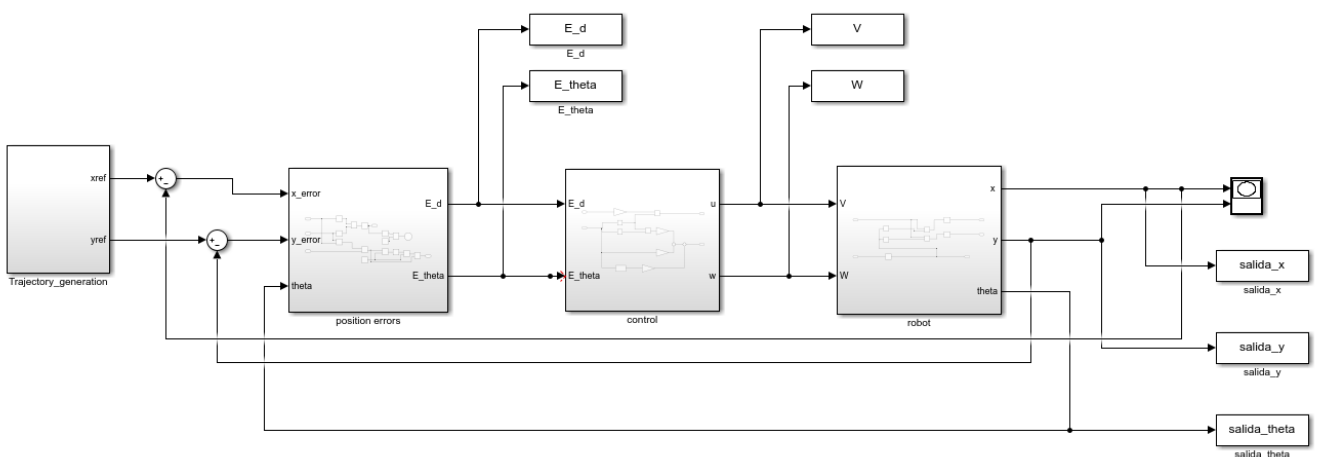 E_d
E_d
E_theta
E_theta
V
W
xref
yref
Trajectory_generation
+
-
+
-
x_error
y_error
theta
E_d
E_theta
position errors
E_d
E_theta
u
w
control
V
W
x
y
theta
robot
salida_x
salida_x
salida_y
salida_y
salida_theta
salida_theta